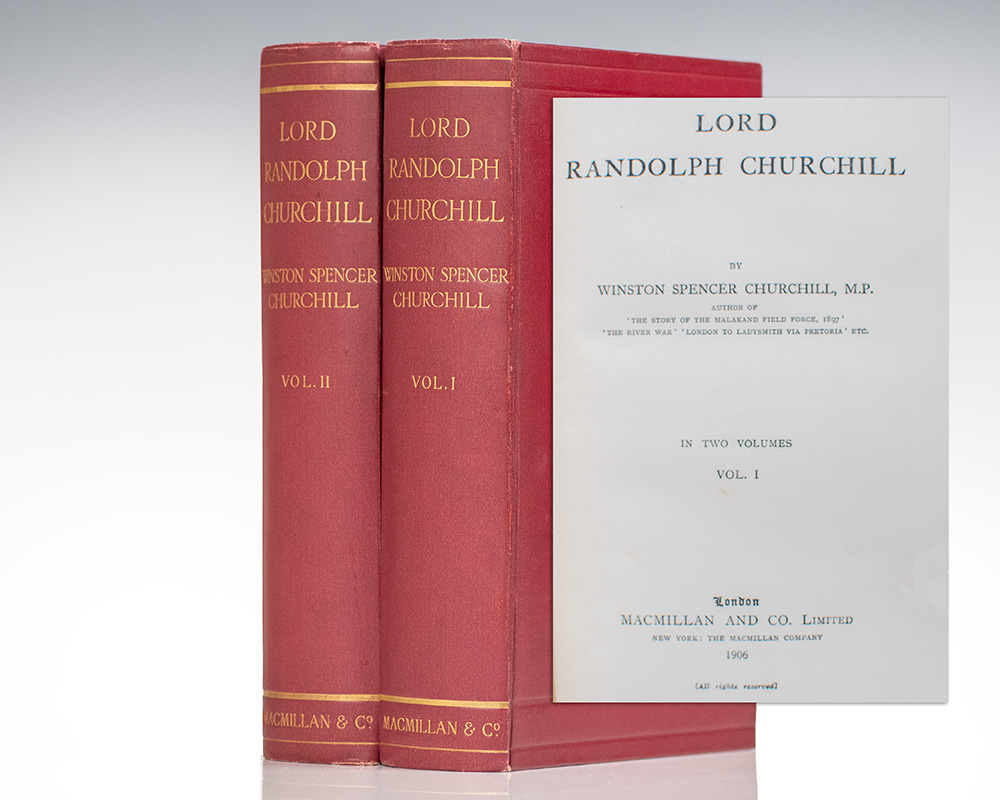 LORD
RANDOLPH
CHURCHILL
WINSTON SPENCER
CHURCHILL
VOL. II
MACMILLAN & Cº
LORD
RANDOLPH
CHURCHILL
WINSTON SPENCER
CHURCHILL
VOL. I
MACMILLAN & Cº
LORD
RANDOLPH CHURCHILL
BY
WINSTON SPENCER CHURCHILL, M.P.
AUTHOR OF
'THE STORY OF THE MALAKAND FIELD FORCE, 1897'
'THE RIVER WAR' 'LONDON TO LADYSMITH VIA PRETORIA' ETC.
IN TWO VOLUMES
VOL. I
London
MACMILLAN AND CO. LIMITED
NEW YORK: THE MACMILLAN COMPANY
1906
[All rights reserved]